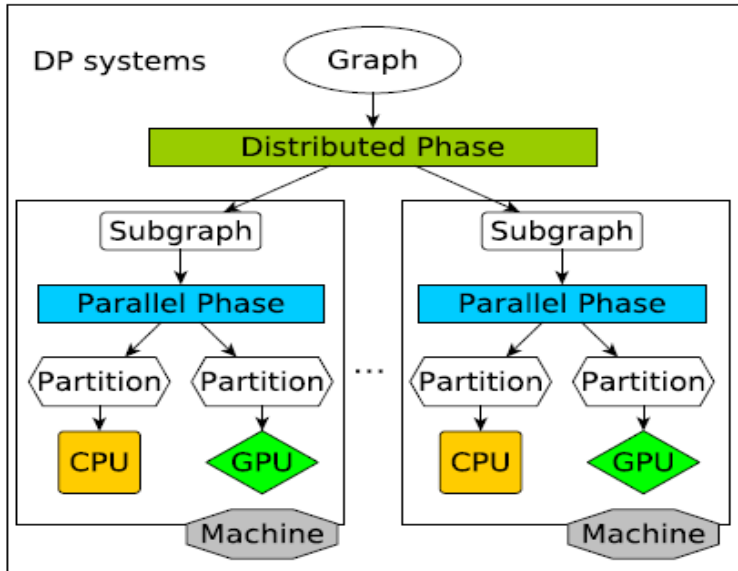 DP systems
Graph
Distributed Phase
Subgraph
Subgraph
Parallel Phase
Parallel Phase
Partition
Partition
...
Partition
Partition
CPU
GPU
CPU
GPU
Machine
Machine